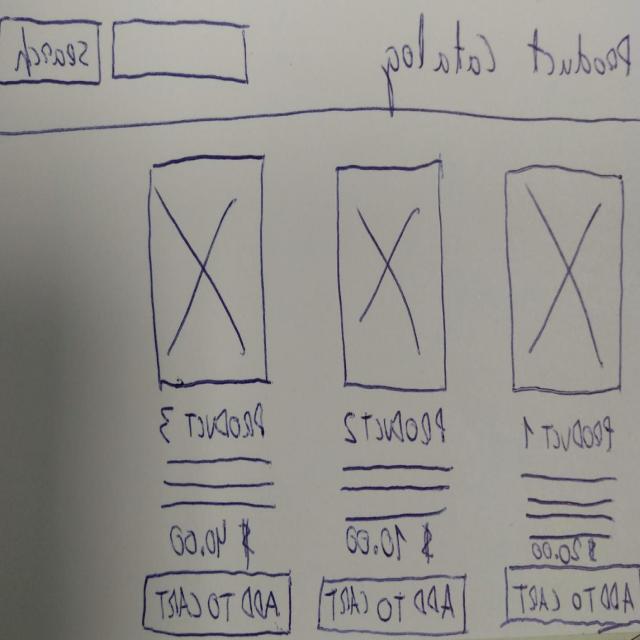 Product Catalog search
PRODUCT 1 PRODUCT 2 PRODUCT 3
$20.00 $10.00 $40.00
ADD TO CART ADD TO CART ADD TO CART